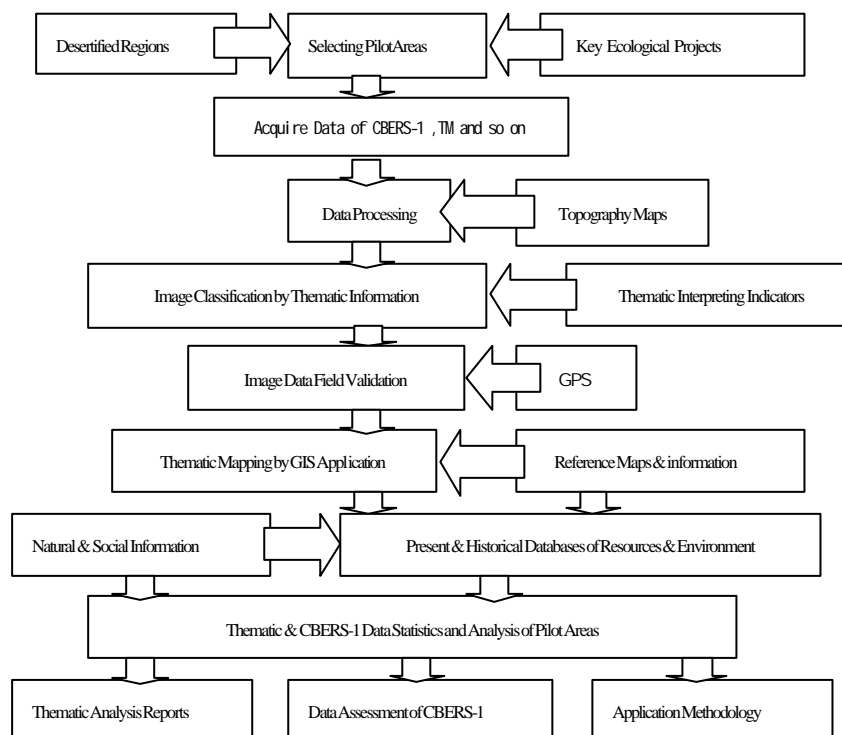 Desertified Regions
Selecting Pilot Areas
Key Ecological Projects
Acquire Data of CBERS-1 ,TM and so on
Data Processing
Topography Maps
Image Classification by Thematic Information
Thematic Interpreting Indicators
Image Data Field Validation
GPS
Thematic Mapping by GIS Application
Reference Maps & information
Natural & Social Information
Present & Historical Databases of Resources & Environment
Thematic & CBERS-1 Data Statistics and Analysis of Pilot Areas
Thematic Analysis Reports
Data Assessment of CBERS-1
Application Methodology